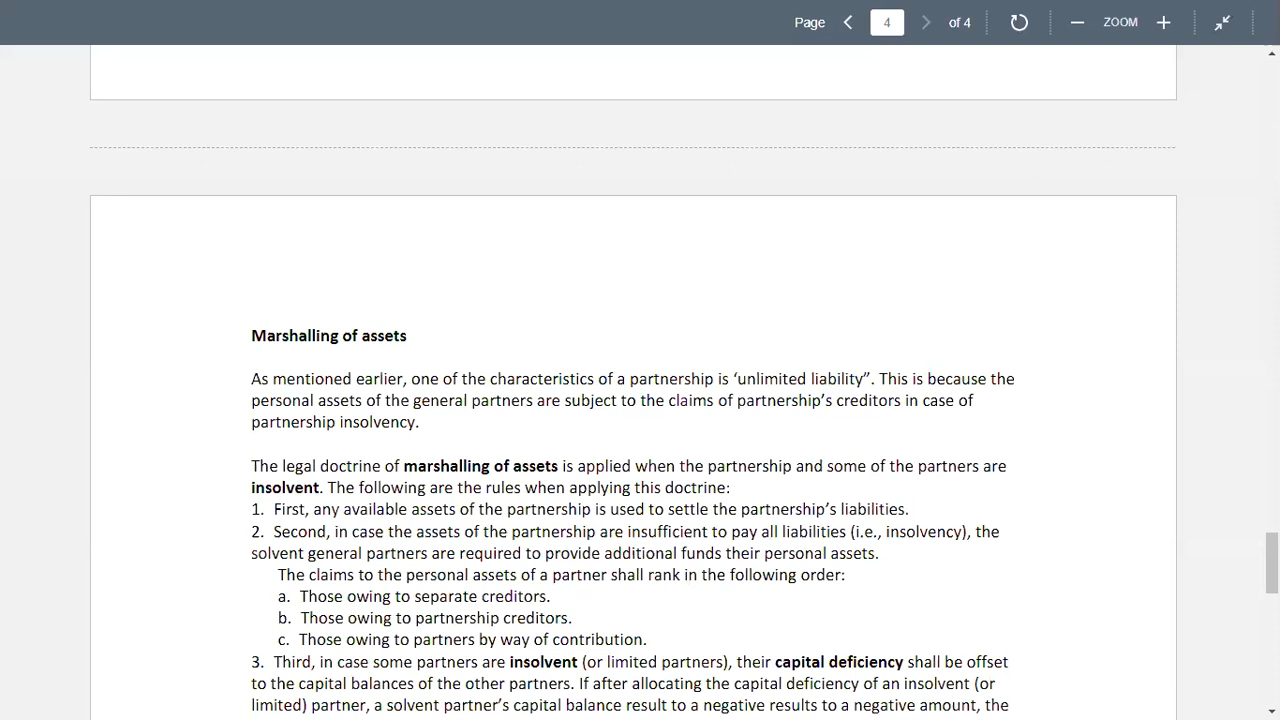 Page 4 of 4 ZOOM
Marshalling of assets
As mentioned earlier, one of the characteristics of a partnership is ‘unlimited liability”. This is because the
personal assets of the general partners are subject to the claims of partnership’s creditors in case of
partnership insolvency.
The legal doctrine of marshalling of assets is applied when the partnership and some of the partners are
insolvent. The following are the rules when applying this doctrine:
1. First, any available assets of the partnership is used to settle the partnership’s liabilities.
2. Second, in case the assets of the partnership are insufficient to pay all liabilities (i.e., insolvency), the
solvent general partners are required to provide additional funds their personal assets.
The claims to the personal assets of a partner shall rank in the following order:
a. Those owing to separate creditors.
b. Those owing to partnership creditors.
c. Those owing to partners by way of contribution.
3. Third, in case some partners are insolvent (or limited partners), their capital deficiency shall be offset
to the capital balances of the other partners. If after allocating the capital deficiency of an insolvent (or
limited) partner, a solvent partner’s capital balance result to a negative results to a negative amount, the